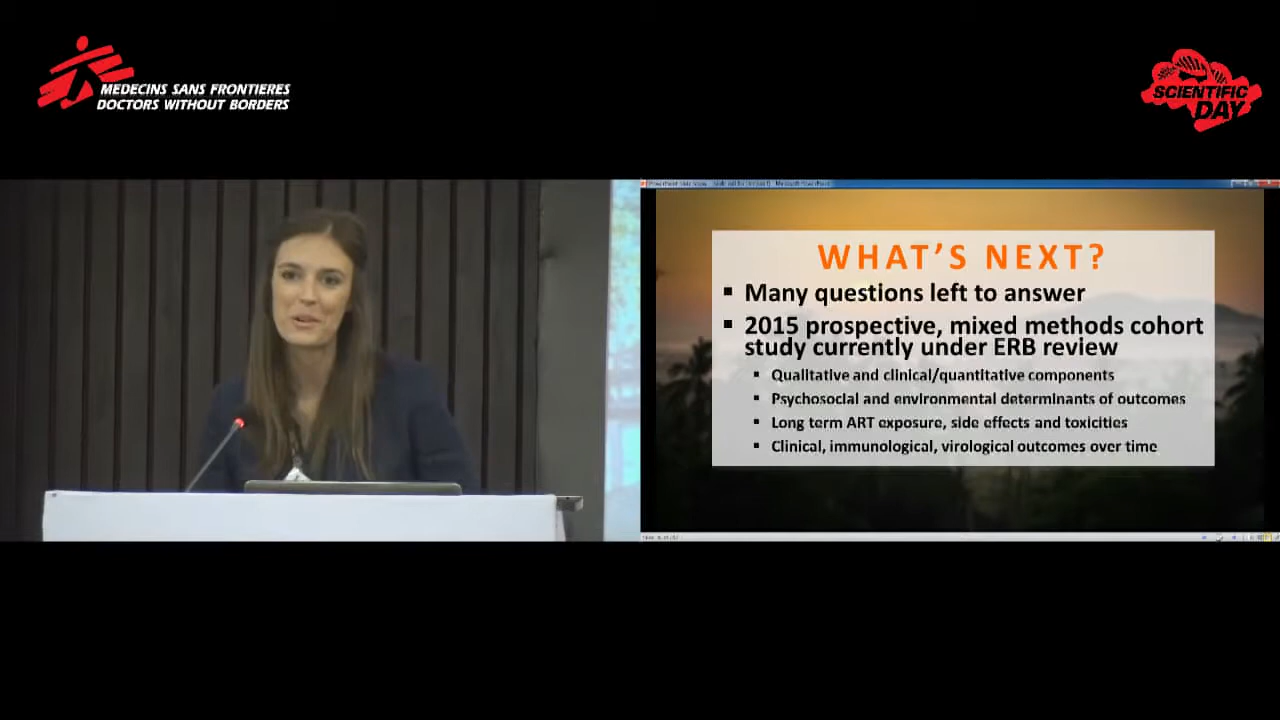 MEDECINS SANS FRONTIERES
DOCTORS WITHOUT BORDERS
SCIENTIFIC
DAY
WHAT'S NEXT?
▪ Many questions left to answer
▪ 2015 prospective, mixed methods cohort
study currently under ERB review
▪ Qualitative and clinical/quantitative components
▪ Psychosocial and environmental determinants of outcomes
▪ Long term ART exposure, side effects and toxicities
▪ Clinical, immunological, virological outcomes over time